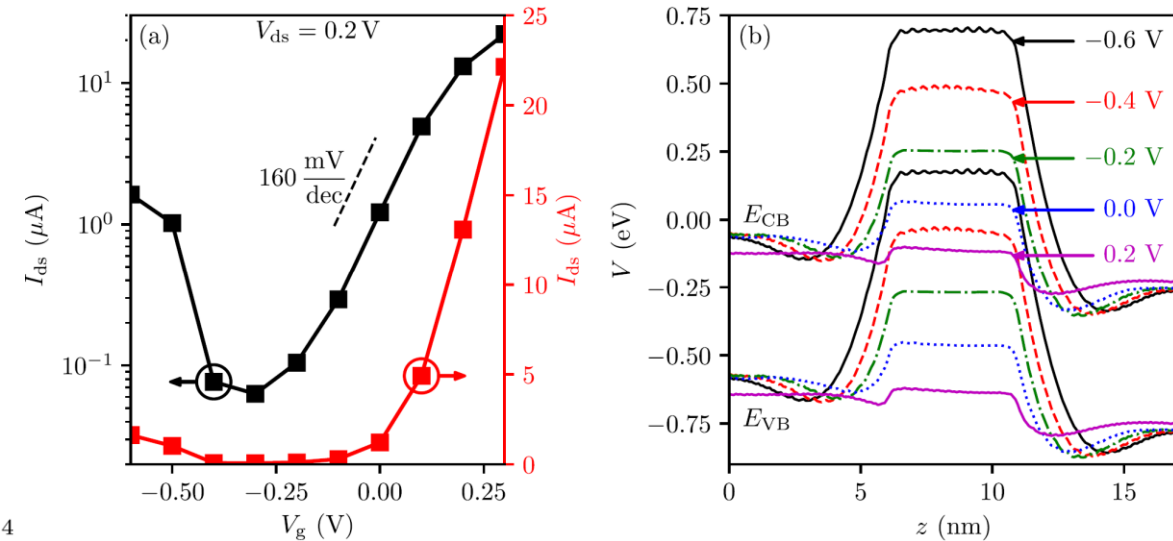 (a)
V_ds = 0.2 V
10^1
10^0
10^−1
I_ds (μA)
160 mV/dec
25
20
15
10
5
0
I_ds (μA)
−0.50
−0.25
0.00
0.25
V_g (V)
4
(b)
0.75
0.50
0.25
0.00
−0.25
−0.50
−0.75
V (eV)
−0.6 V
−0.4 V
−0.2 V
0.0 V
0.2 V
E_CB
E_VB
0
5
10
15
z (nm)